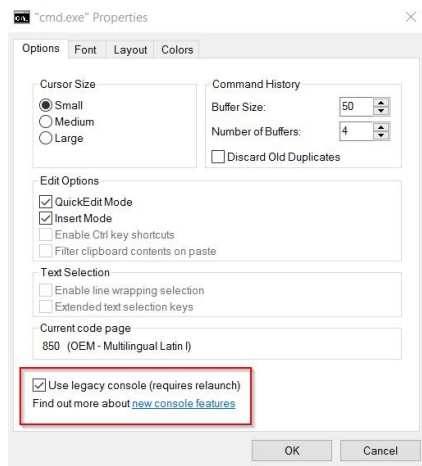 "cmd.exe" Properties
Options Font Layout Colors
Cursor Size
Small
Medium
Large
Command History
Buffer Size: 50
Number of Buffers: 4
Discard Old Duplicates
Edit Options
QuickEdit Mode
Insert Mode
Enable Ctrl key shortcuts
Filter clipboard contents on paste
Text Selection
Enable line wrapping selection
Extended text selection keys
Current code page
850 (OEM - Multilingual Latin I)
Use legacy console (requires relaunch)
Find out more about new console features
OK Cancel